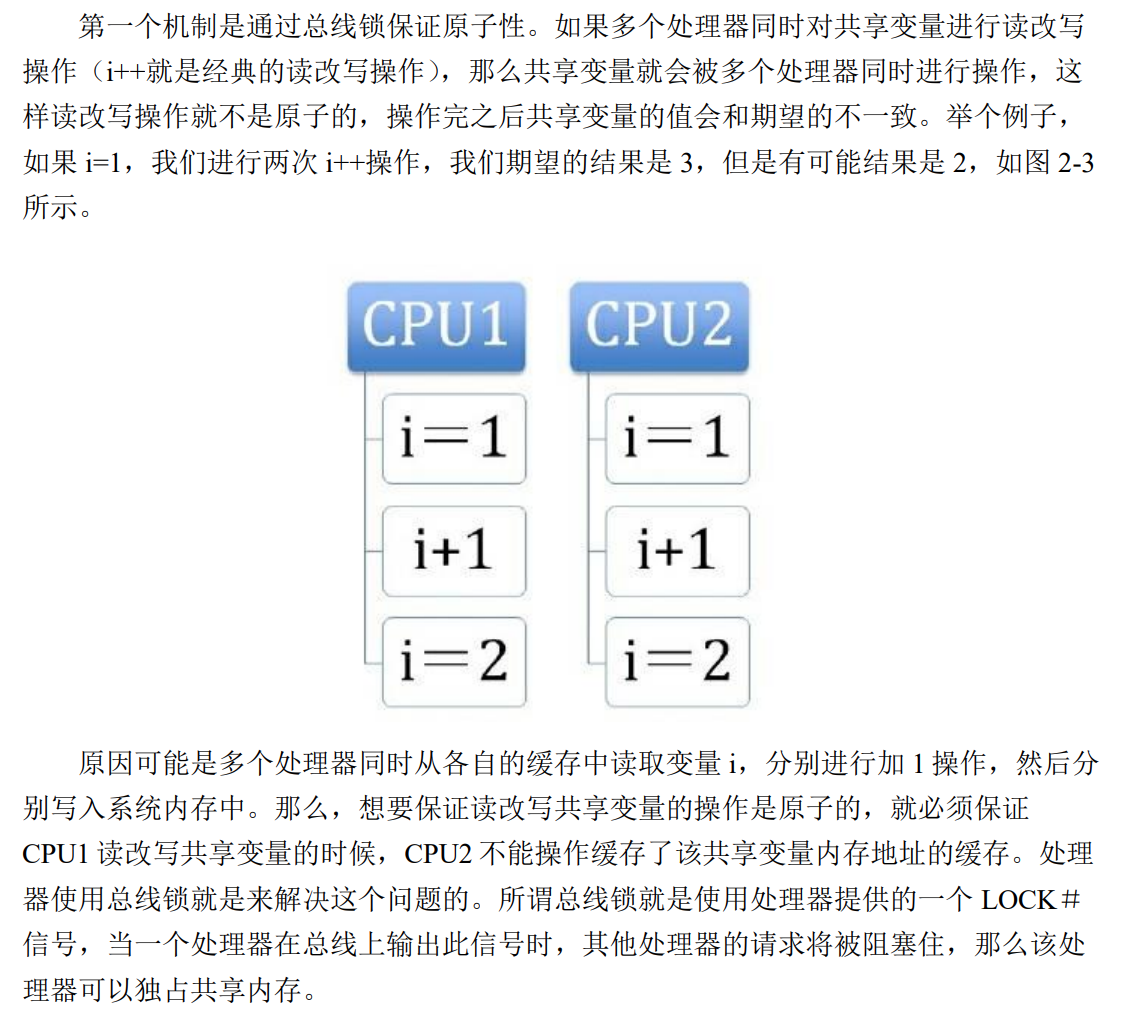 第一个机制是通过总线锁保证原子性。如果多个处理器同时对共享变量进行读改写
操作（i++就是经典的读改写操作），那么共享变量就会被多个处理器同时进行操作，这
样读改写操作就不是原子的，操作完之后共享变量的值会和期望的不一致。举个例子，
如果 i=1，我们进行两次 i++操作，我们期望的结果是 3，但是有可能结果是 2，如图 2-3
所示。
CPU1 CPU2
i＝1 i＝1
i+1 i+1
i＝2 i＝2
原因可能是多个处理器同时从各自的缓存中读取变量 i，分别进行加 1 操作，然后分
别写入系统内存中。那么，想要保证读改写共享变量的操作是原子的，就必须保证
CPU1 读改写共享变量的时候，CPU2 不能操作缓存了该共享变量内存地址的缓存。处理
器使用总线锁就是来解决这个问题的。所谓总线锁就是使用处理器提供的一个 LOCK＃
信号，当一个处理器在总线上输出此信号时，其他处理器的请求将被阻塞住，那么该处
理器可以独占共享内存。